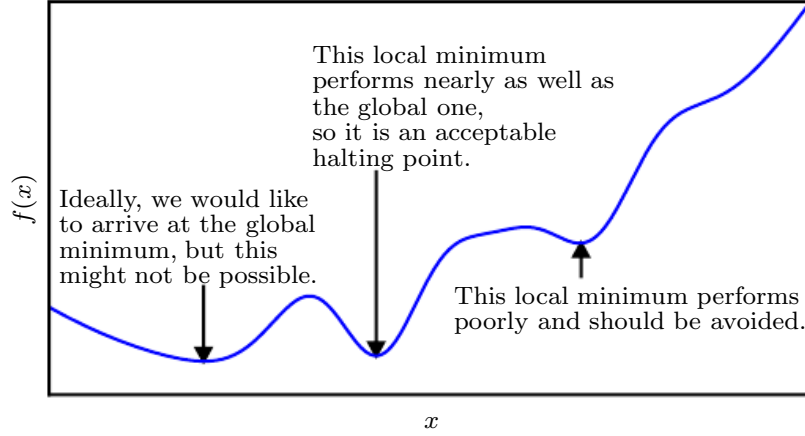 This local minimum
performs nearly as well as
the global one,
so it is an acceptable
halting point.
Ideally, we would like
to arrive at the global
minimum, but this
might not be possible.
This local minimum performs
poorly and should be avoided.
f(x)
x